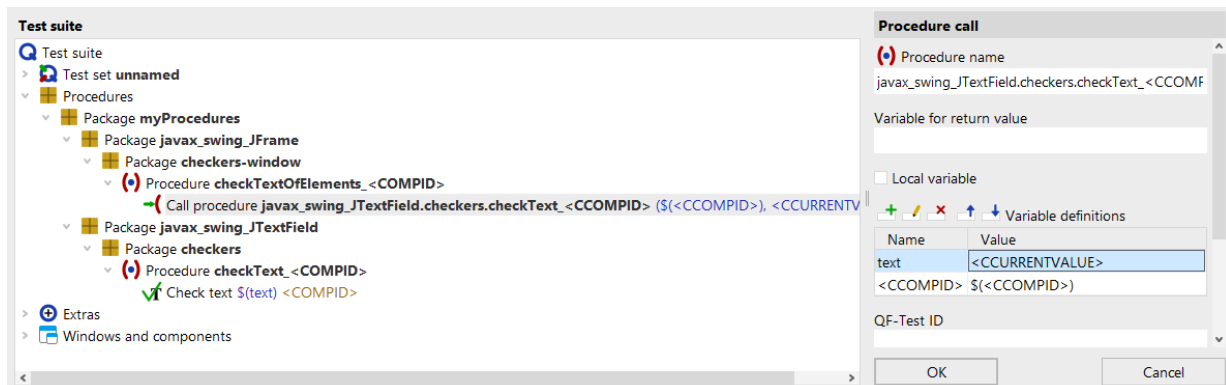 Test suite
Test suite
Test set unnamed
Procedures
Package myProcedures
Package javax_swing_JFrame
Package checkers-window
Procedure checkTextOfElements_<COMPID>
Call procedure javax_swing_JTextField.checkers.checkText_<CCOMPID> ($(<CCOMPID>), <CCURRENTV
Package javax_swing_JTextField
Package checkers
Procedure checkText_<COMPID>
Check text $(text) <COMPID>
Extras
Windows and components
Procedure call
Procedure name
javax_swing_JTextField.checkers.checkText_<CCOMF
Variable for return value
Local variable
Variable definitions
Name Value
text <CCURRENTVALUE>
<CCOMPID> $(<CCOMPID>)
QF-Test ID
OK Cancel